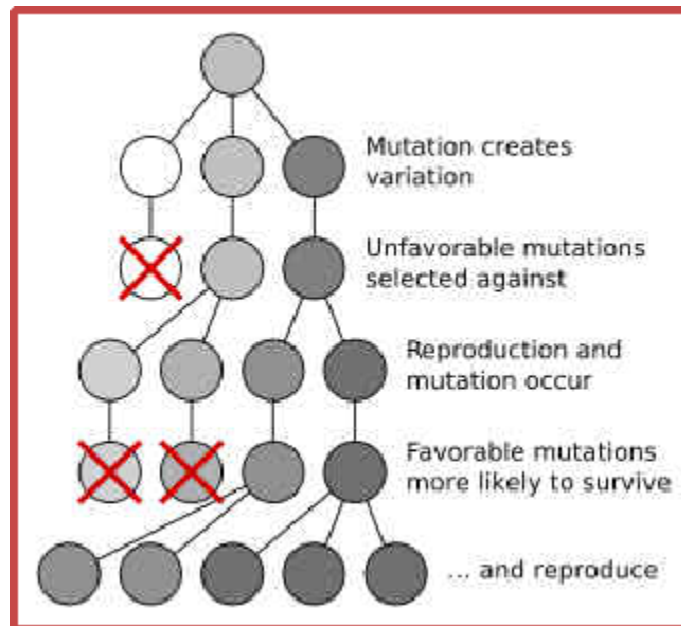 Mutation creates
variation
Unfavorable mutations
selected against
Reproduction and
mutation occur
Favorable mutations
more likely to survive
... and reproduce